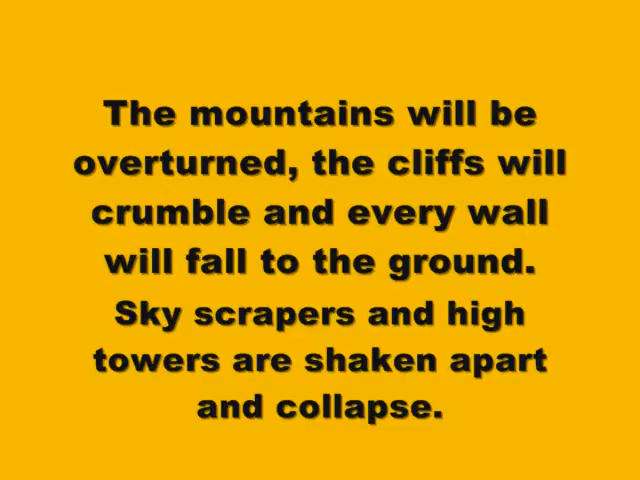 The mountains will be
overturned, the cliffs will
crumble and every wall
will fall to the ground.
Sky scrapers and high
towers are shaken apart
and collapse.